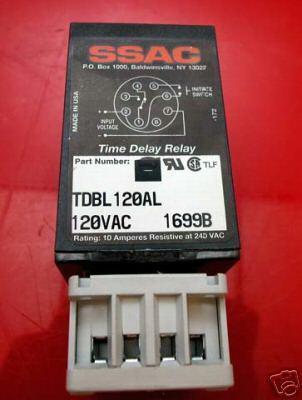 SSAC
P.O. Box 1000, Baldwinsville, NY 13027
MADE IN USA
INITIATE
SWITCH
INPUT
VOLTAGE
-172
Time Delay Relay
Part Number:
TLF
TDBL120AL
120VAC 1699B
Rating: 10 Amperes Resistive at 240 VAC